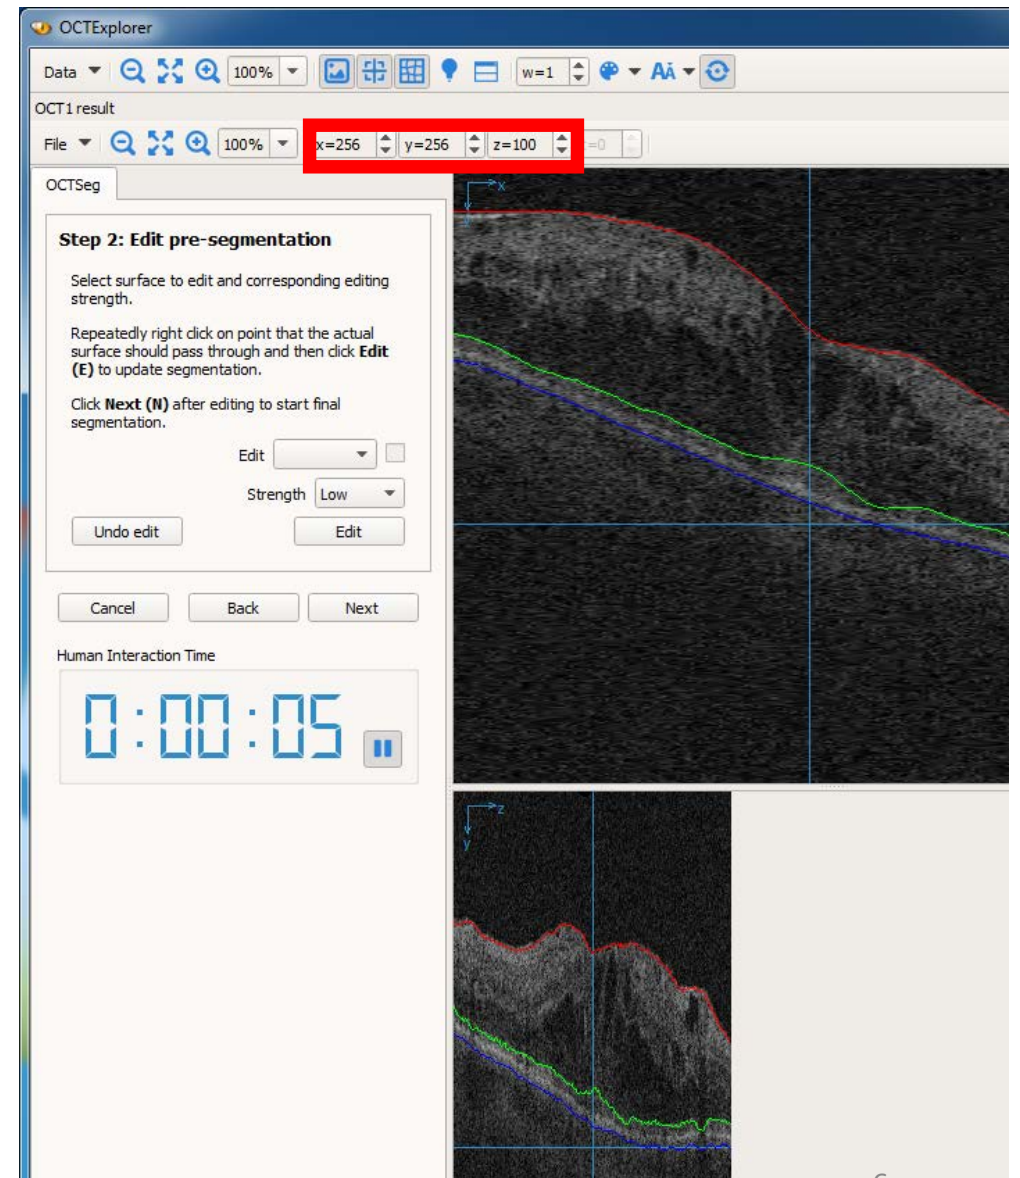 OCTExplorer
Data 100% w=1 AÄ
OCT1 result
File 100% x=256 y=256 z=100 =0
OCTSeg
x
y
Step 2: Edit pre-segmentation
Select surface to edit and corresponding editing
strength.
Repeatedly right click on point that the actual
surface should pass through and then click Edit
(E) to update segmentation.
Click Next (N) after editing to start final
segmentation.
Edit
Strength Low
Undo edit Edit
Cancel Back Next
Human Interaction Time
0:00:05
z
y